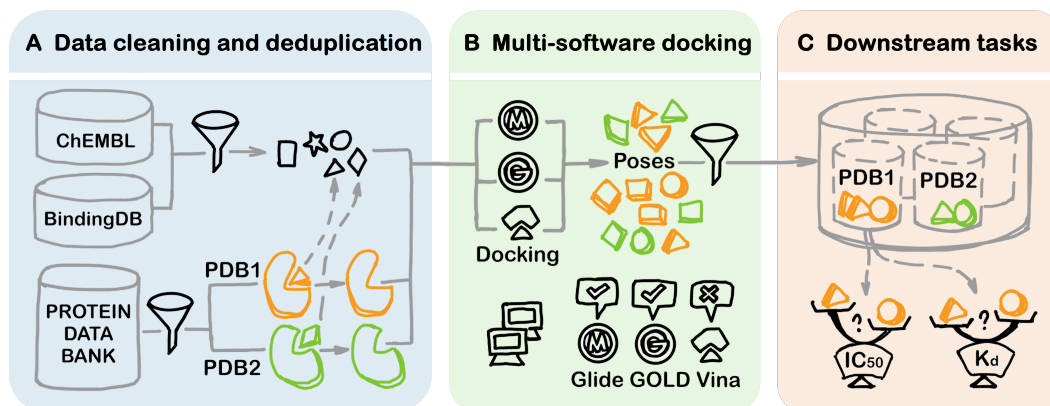 A Data cleaning and deduplication
ChEMBL
BindingDB
PROTEIN
DATA
BANK
PDB1
PDB2
B Multi-software docking
M
G
Docking
Poses
M
G
Glide GOLD Vina
C Downstream tasks
PDB1
PDB2
?
?
IC50
Kd